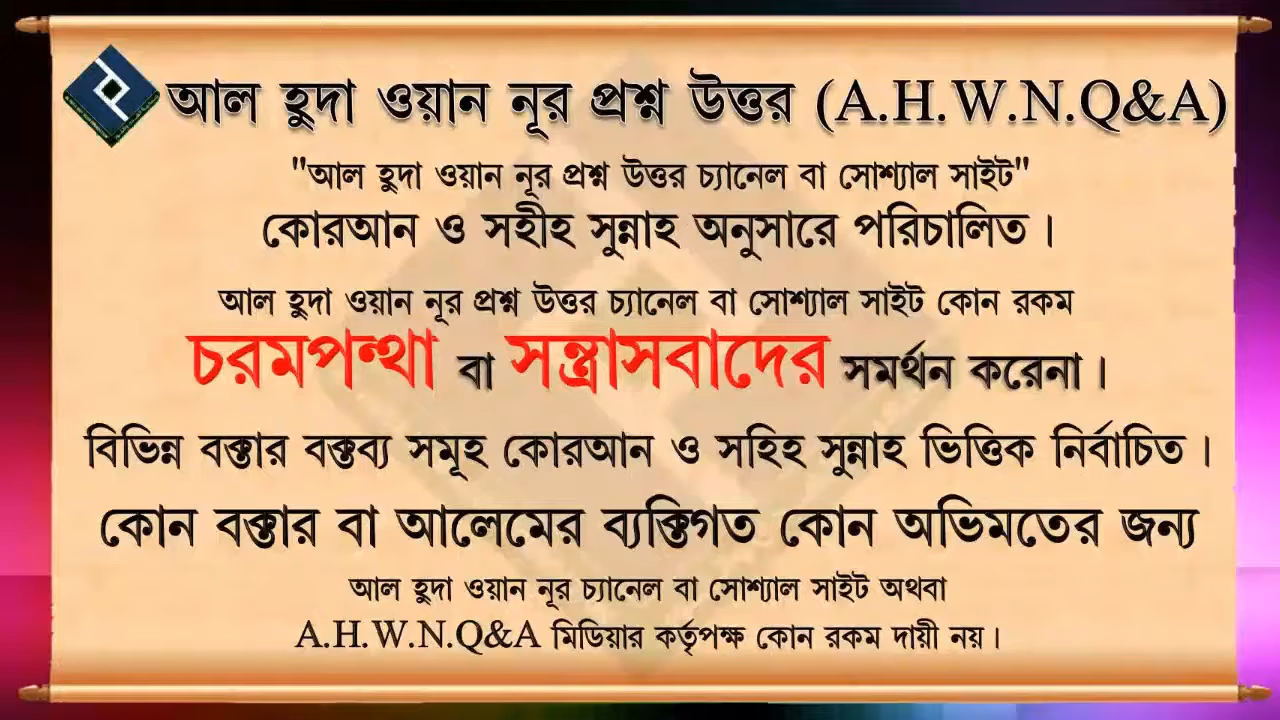 আল হুদা ওয়ান নূর প্রশ্ন উত্তর (A.H.W.N.Q&A)
"আল হুদা ওয়ান নূর প্রশ্ন উত্তর চ্যানেল বা সোশ্যাল সাইট"
কোরআন ও সহীহ সুন্নাহ অনুসারে পরিচালিত।
আল হুদা ওয়ান নূর প্রশ্ন উত্তর চ্যানেল বা সোশ্যাল সাইট কোন রকম
চরমপন্থা বা সন্ত্রাসবাদের সমর্থন করেনা।
বিভিন্ন বক্তার বক্তব্য সমূহ কোরআন ও সহিহ সুন্নাহ ভিত্তিক নির্বাচিত।
কোন বক্তার বা আলেমের ব্যক্তিগত কোন অভিমতের জন্য
আল হুদা ওয়ান নূর চ্যানেল বা সোশ্যাল সাইট অথবা
A.H.W.N.Q&A মিডিয়ার কর্তৃপক্ষ কোন রকম দায়ী নয়।